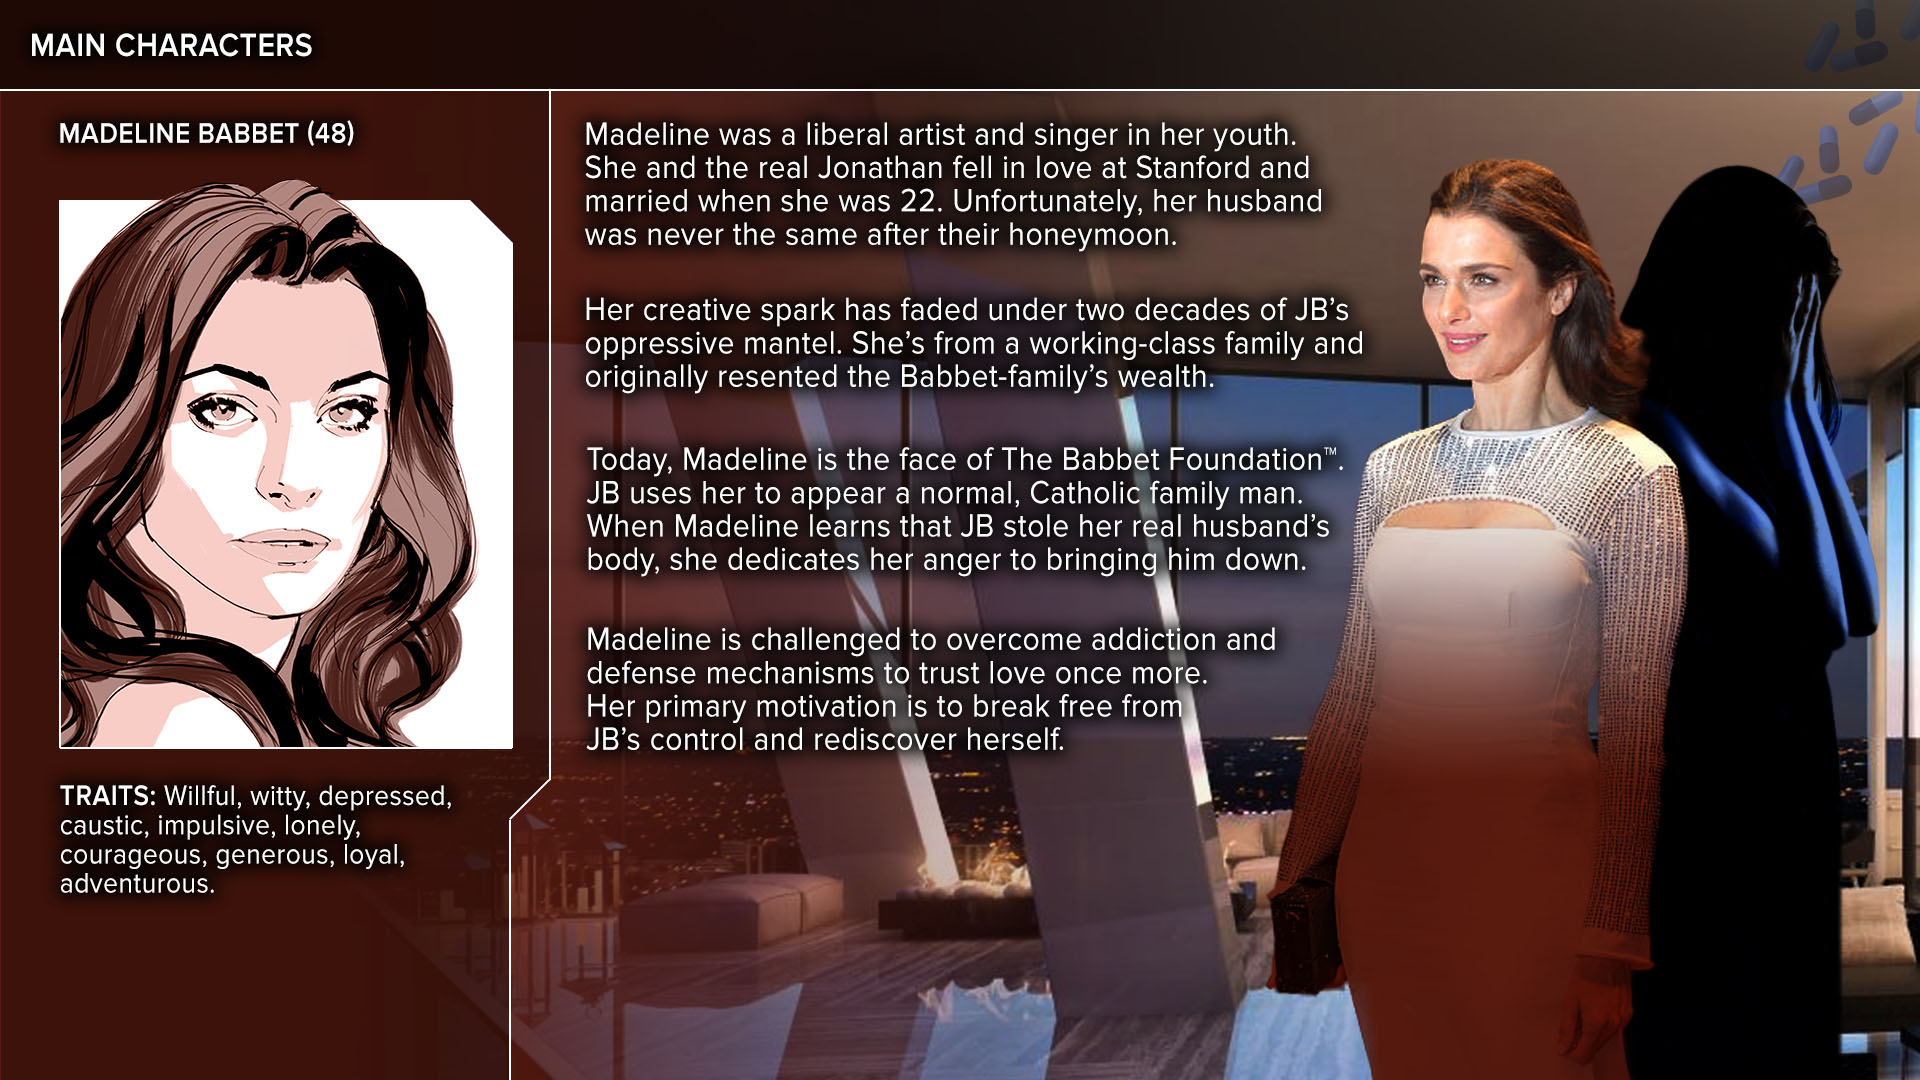 MAIN CHARACTERS
MADELINE BABBET (48)
TRAITS: Willful, witty, depressed,
caustic, impulsive, lonely,
courageous, generous, loyal,
adventurous.
Madeline was a liberal artist and singer in her youth.
She and the real Jonathan fell in love at Stanford and
married when she was 22. Unfortunately, her husband
was never the same after their honeymoon.
Her creative spark has faded under two decades of JB’s
oppressive mantel. She’s from a working-class family and
originally resented the Babbet-family’s wealth.
Today, Madeline is the face of The Babbet Foundation™.
JB uses her to appear a normal, Catholic family man.
When Madeline learns that JB stole her real husband’s
body, she dedicates her anger to bringing him down.
Madeline is challenged to overcome addiction and
defense mechanisms to trust love once more.
Her primary motivation is to break free from
JB’s control and rediscover herself.